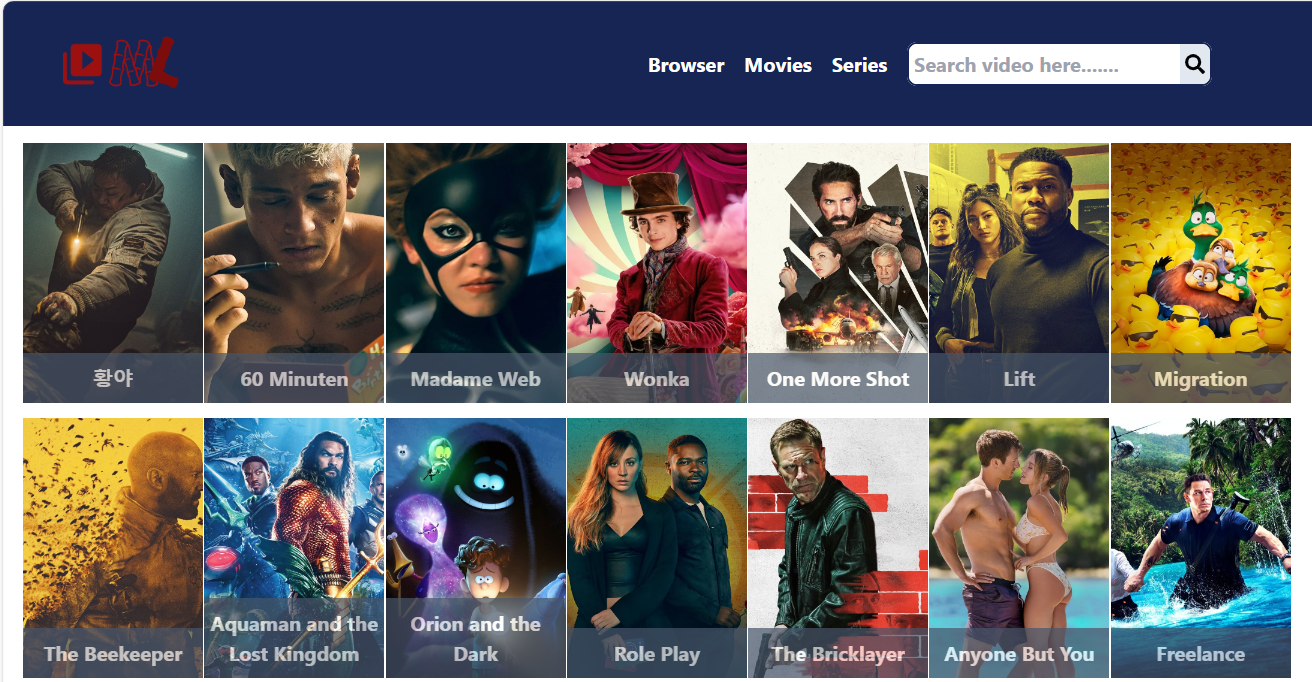 Browser Movies Series Search video here.......
황야
60 Minuten
Madame Web
Wonka
One More Shot
Lift
Migration
The Beekeeper
Aquaman and the
Lost Kingdom
Orion and the
Dark
Role Play
The Bricklayer
Anyone But You
Freelance